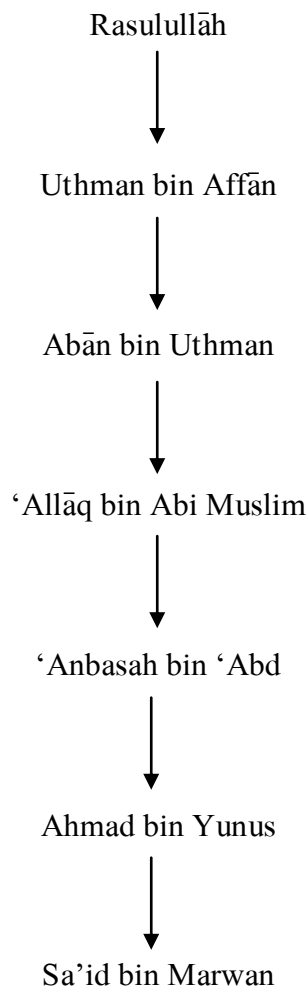 Rasulullāh
Uthman bin Affān
Abān bin Uthman
‘Allāq bin Abi Muslim
‘Anbasah bin ‘Abd
Ahmad bin Yunus
Sa’id bin Marwan